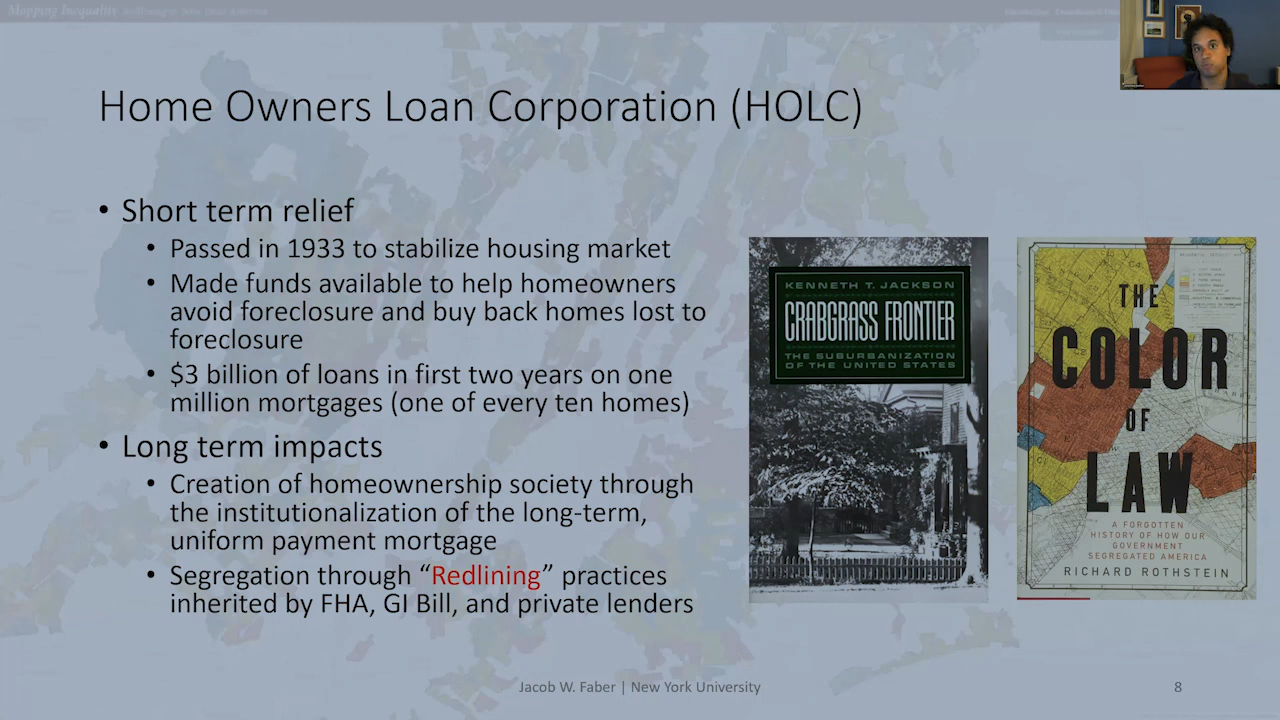 Mapping Inequality
Home Owners Loan Corporation (HOLC)
• Short term relief
• Passed in 1933 to stabilize housing market
• Made funds available to help homeowners
avoid foreclosure and buy back homes lost to
foreclosure
• $3 billion of loans in first two years on one
million mortgages (one of every ten homes)
• Long term impacts
• Creation of homeownership society through
the institutionalization of the long-term,
uniform payment mortgage
• Segregation through “Redlining” practices
inherited by FHA, GI Bill, and private lenders
KENNETH T. JACKSON
CRABGRASS FRONTIER
THE SUBURBANIZATION
OF THE UNITED STATES
THE
COLOR
OF
LAW
A FORGOTTEN
HISTORY OF HOW OUR
GOVERNMENT
SEGREGATED AMERICA
RICHARD ROTHSTEIN
Jacob W. Faber | New York University
8